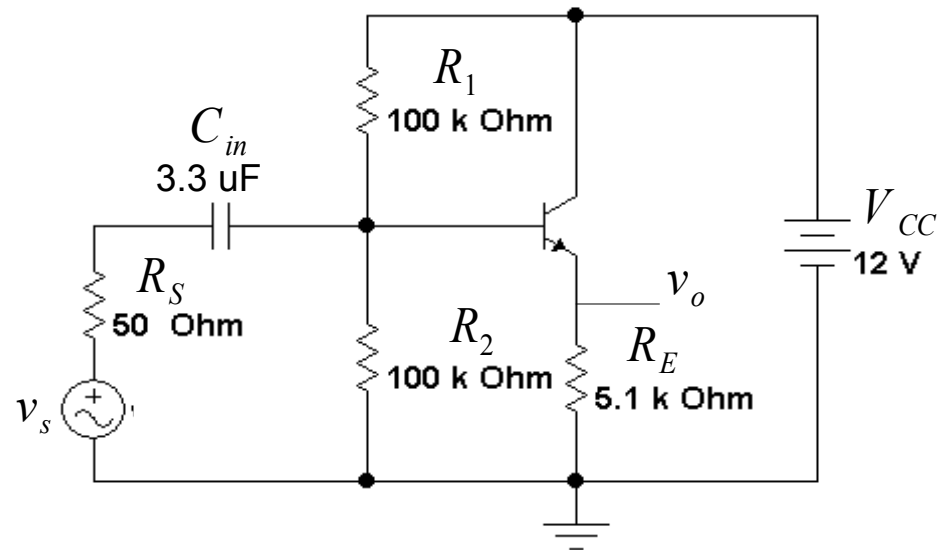 R1
100 k Ohm
Cin
3.3 uF
VCC
12 V
RS
50 Ohm
vo
R2
100 k Ohm
RE
5.1 k Ohm
vs
+